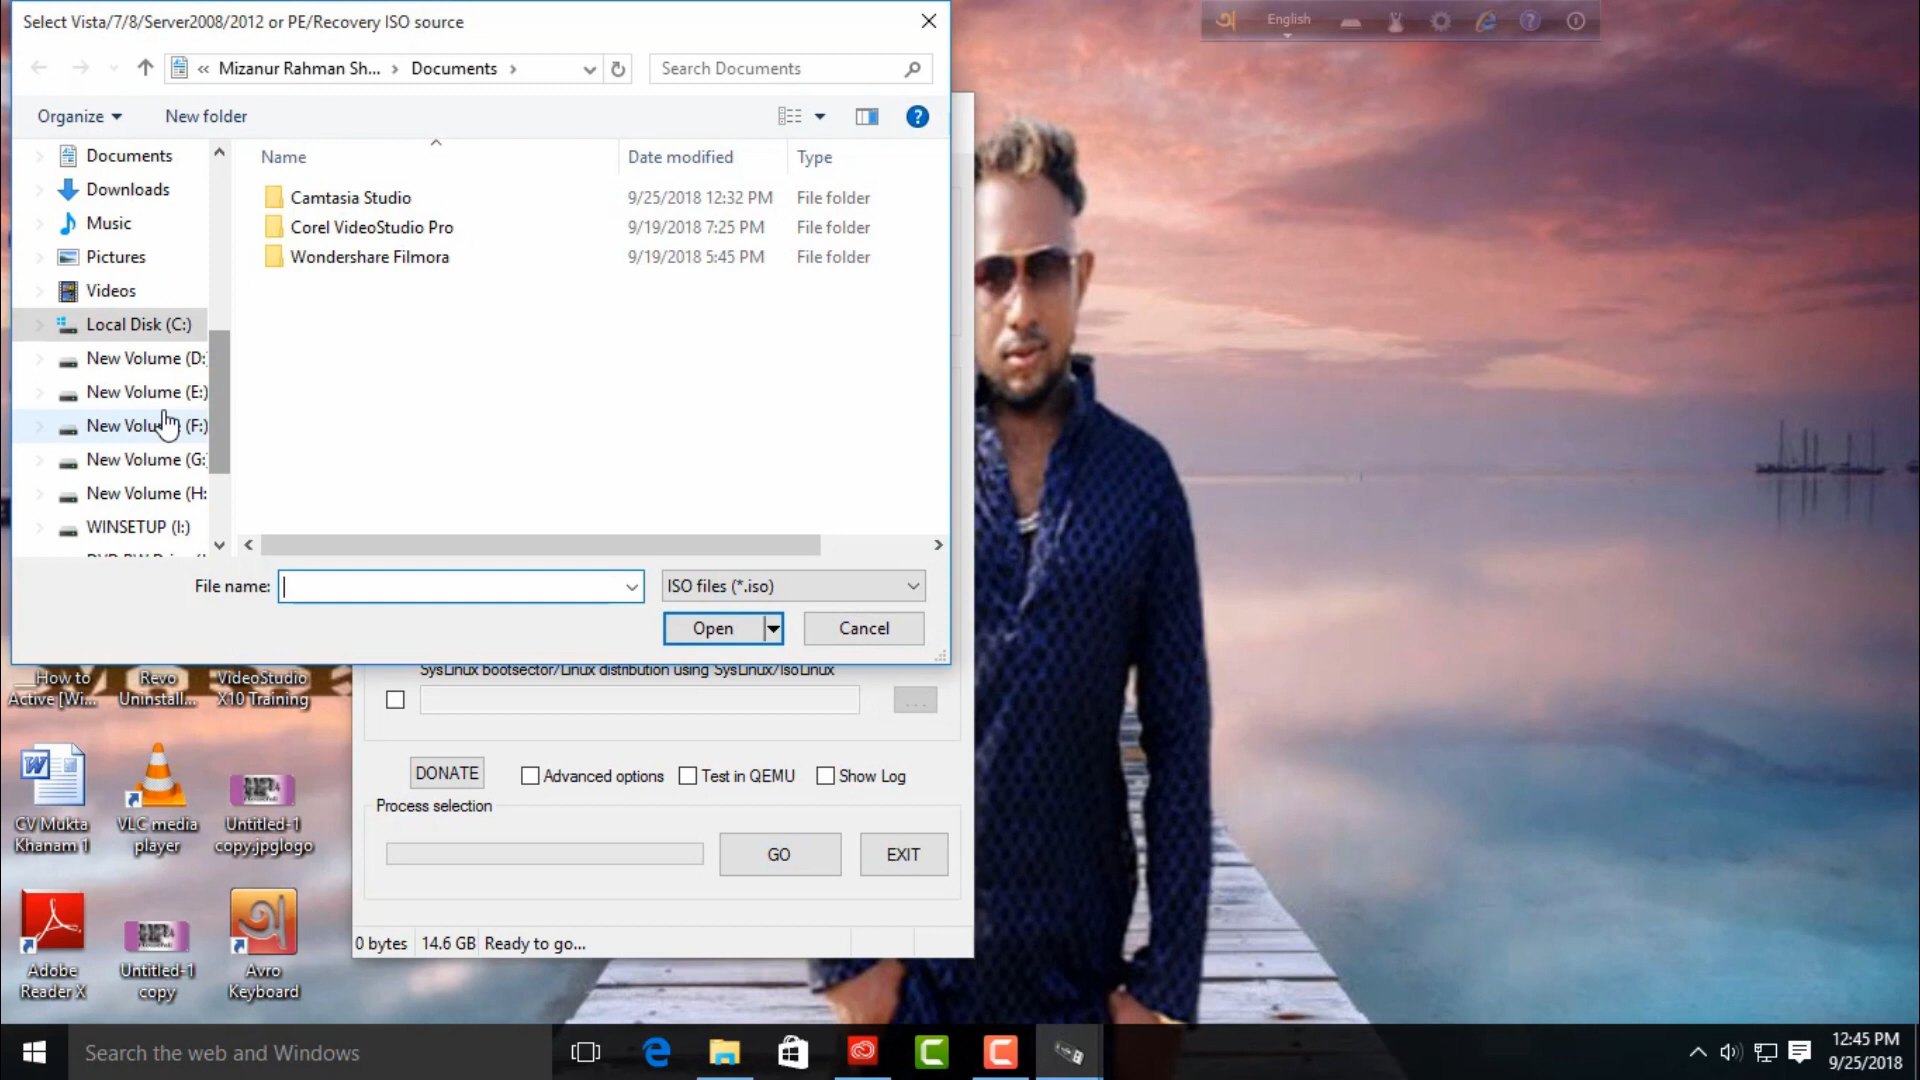 Select Vista/7/8/Server2008/2012 or PE/Recovery ISO source
English
« Mizanur Rahman Sh... › Documents ›
Search Documents
Organize
New folder
Name
Date modified
Type
Documents
Downloads
Music
Pictures
Videos
Local Disk (C:)
New Volume (D:
New Volume (E:)
New Volu (F:)
New Volume (G:
New Volume (H:
WINSETUP (I:)
Camtasia Studio 9/25/2018 12:32 PM File folder
Corel VideoStudio Pro 9/19/2018 7:25 PM File folder
Wondershare Filmora 9/19/2018 5:45 PM File folder
File name:
ISO files (*.iso)
Open
Cancel
SysLinux bootsector/Linux distribution using SysLinux/IsoLinux
...
DONATE
Advanced options
Test in QEMU
Show Log
Process selection
GO
EXIT
0 bytes 14.6 GB Ready to go...
How to
Active [Wi...
Revo
Uninstall...
VideoStudio
X10 Training
CV Mukta
Khanam 1
VLC media
player
Untitled-1
copy.jpglogo
Adobe
Reader X
Untitled-1
copy
Avro
Keyboard
Search the web and Windows
12:45 PM
9/25/2018